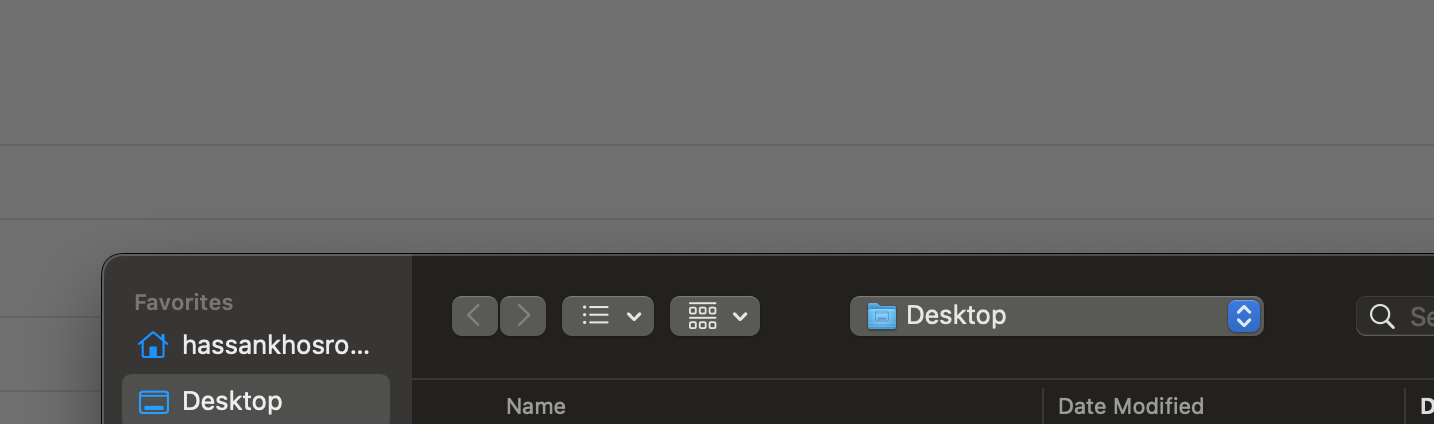 Favorites
hassankhosro...
Desktop
Desktop
Name
Date Modified